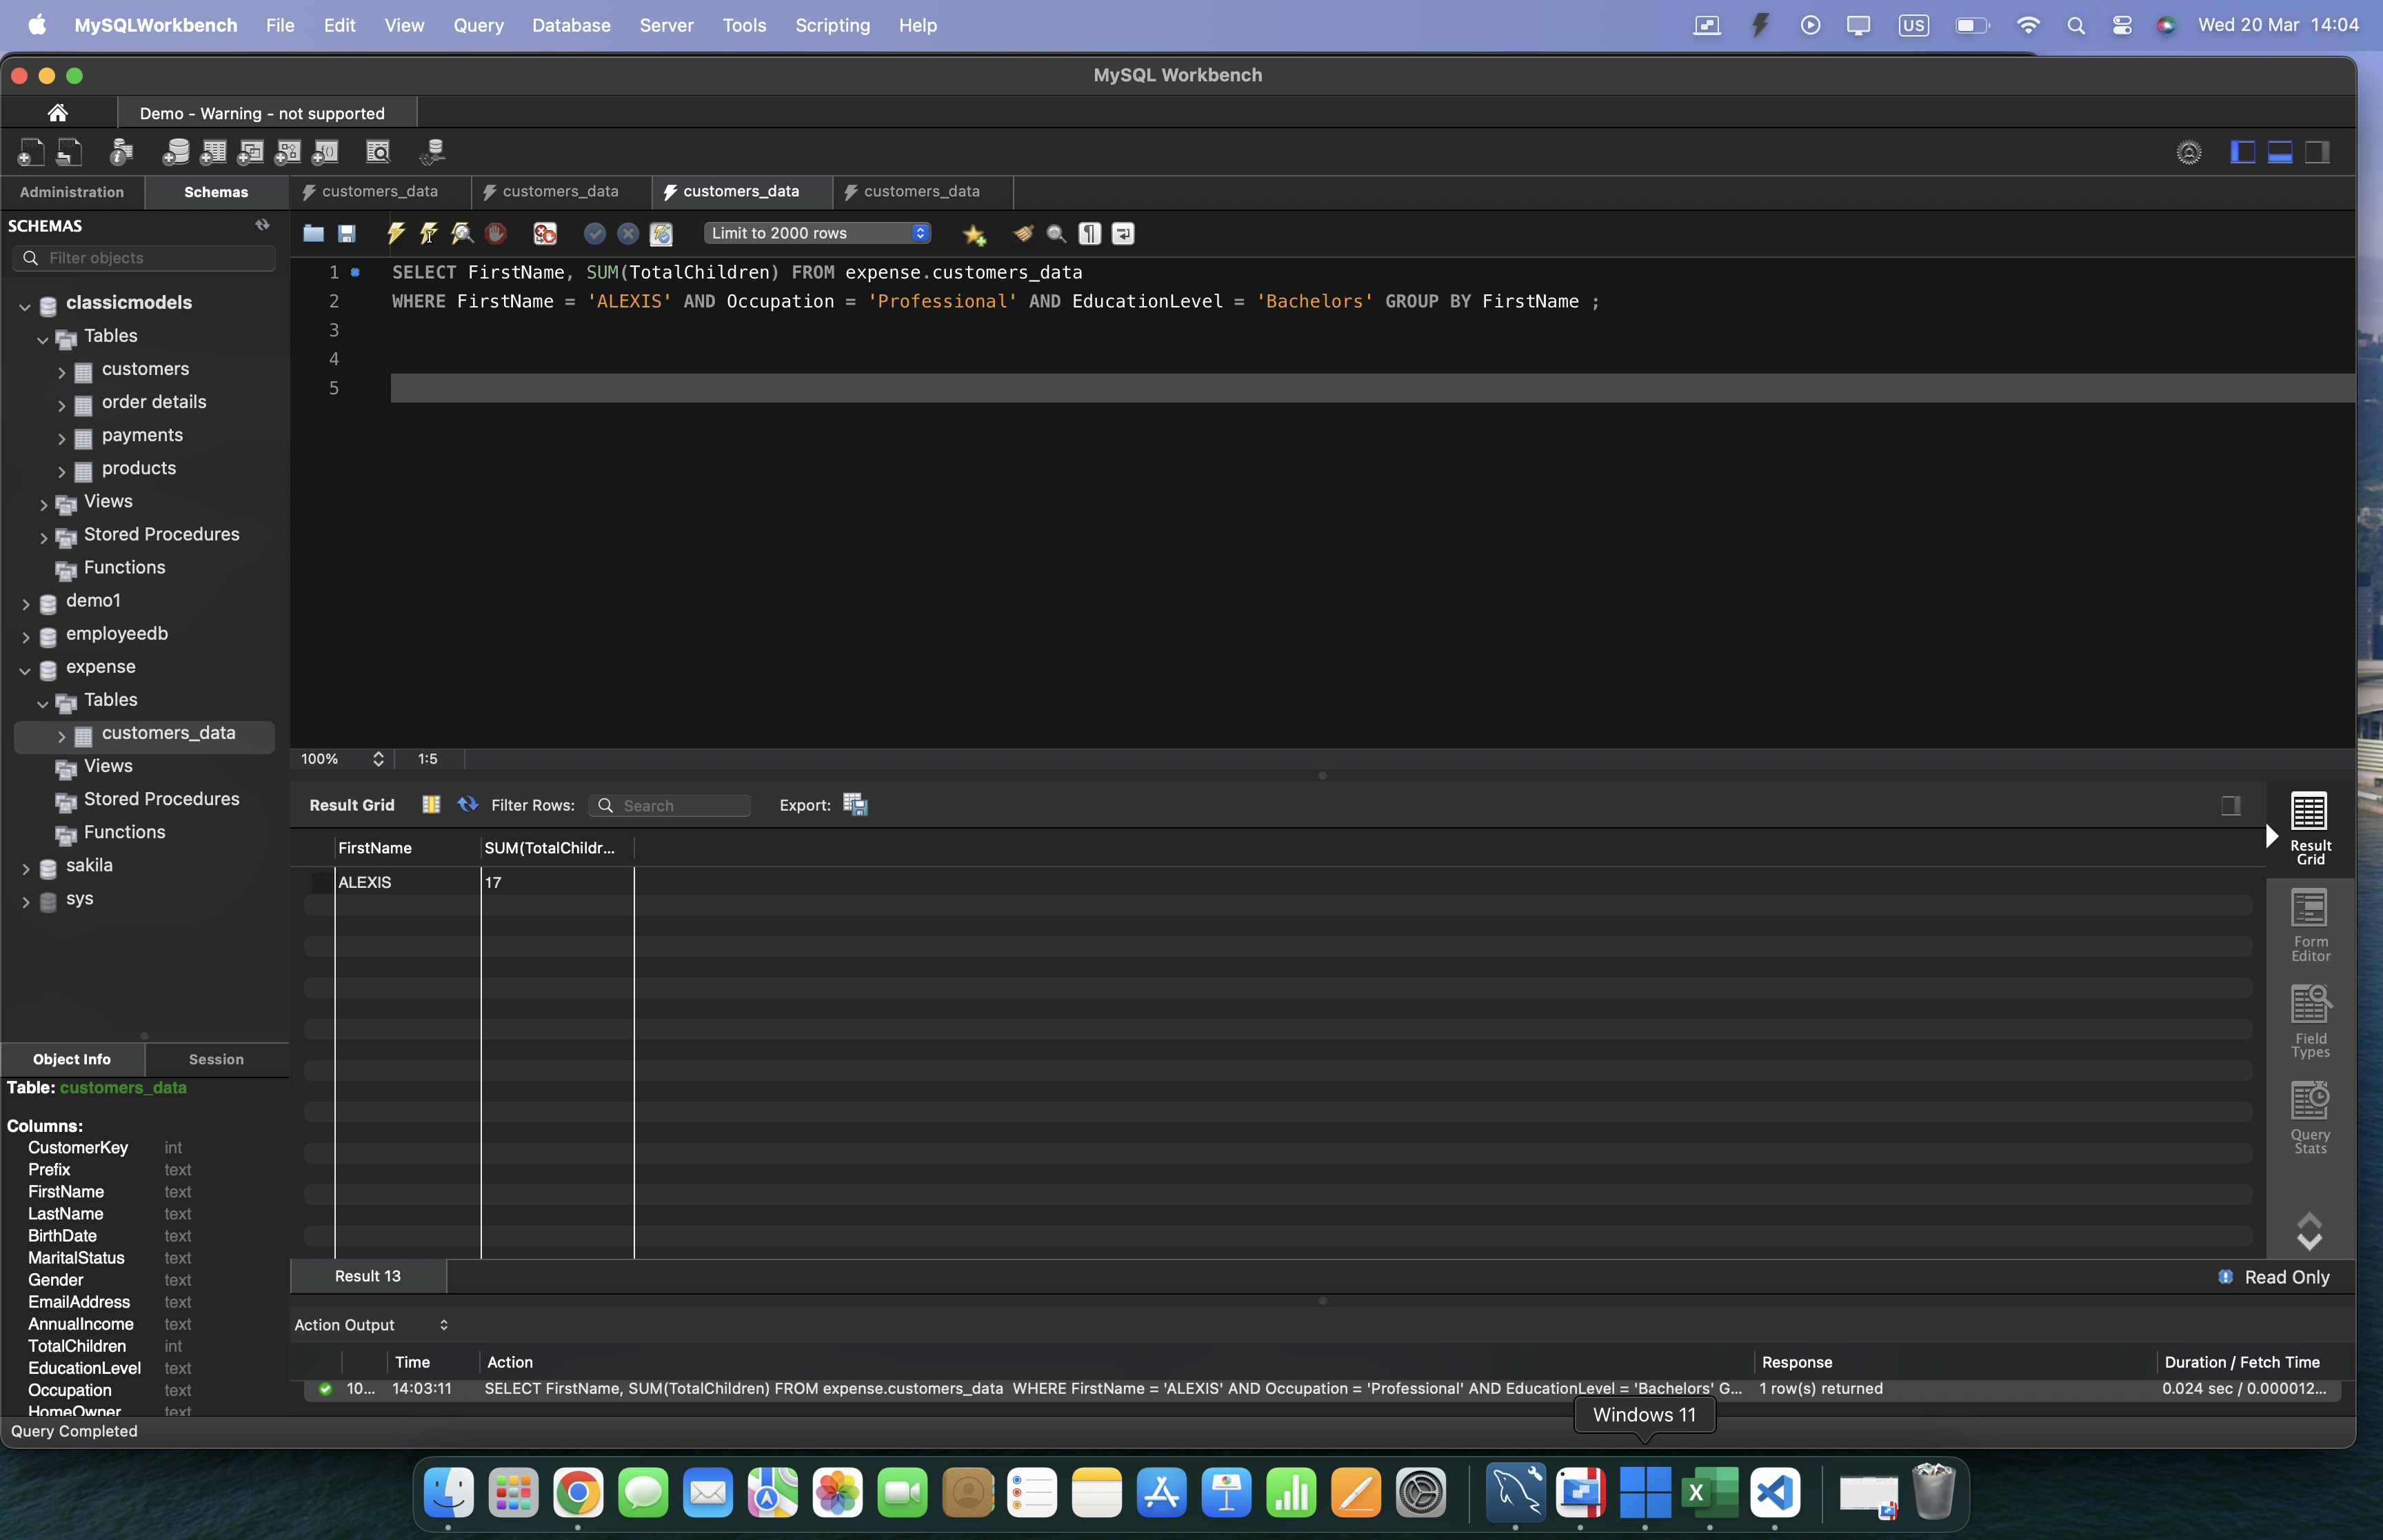 MySQLWorkbench File Edit View Query Database Server Tools Scripting Help US Wed 20 Mar 14:04
MySQL Workbench
Demo - Warning - not supported
Administration Schemas customers_data customers_data customers_data customers_data
SCHEMAS
Limit to 2000 rows
Filter objects
1 SELECT FirstName, SUM(TotalChildren) FROM expense.customers_data
2 WHERE FirstName = 'ALEXIS' AND Occupation = 'Professional' AND EducationLevel = 'Bachelors' GROUP BY FirstName ;
3
4
5
classicmodels
Tables
customers
order details
payments
products
Views
Stored Procedures
Functions
demo1
employeedb
expense
Tables
customers_data
Views
Stored Procedures
Functions
sakila
sys
100% 1:5
Result Grid Filter Rows: Search Export:
FirstName SUM(TotalChildr...
ALEXIS 17
Result
Grid
Form
Editor
Field
Types
Query
Stats
Result 13 Read Only
Object Info Session
Table: customers_data
Columns:
CustomerKey int
Prefix text
FirstName text
LastName text
BirthDate text
MaritalStatus text
Gender text
EmailAddress text
AnnualIncome text
TotalChildren int
EducationLevel text
Occupation text
HomeOwner text
Action Output
Time Action Response Duration / Fetch Time
10... 14:03:11 SELECT FirstName, SUM(TotalChildren) FROM expense.customers_data WHERE FirstName = 'ALEXIS' AND Occupation = 'Professional' AND EducationLevel = 'Bachelors' G... 1 row(s) returned 0.024 sec / 0.000012...
Windows 11
Query Completed